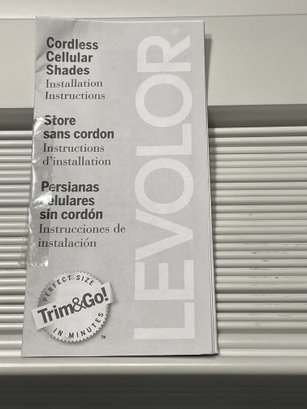 Cordless
Cellular
Shades
Installation
Instructions
Store
sans cordon
Instructions
d'installation
Persianas
celulares
sin cordón
Instrucciones de
instalación
LEVOLOR®
PERFECT SIZE
Trim&Go!™
IN MINUTES